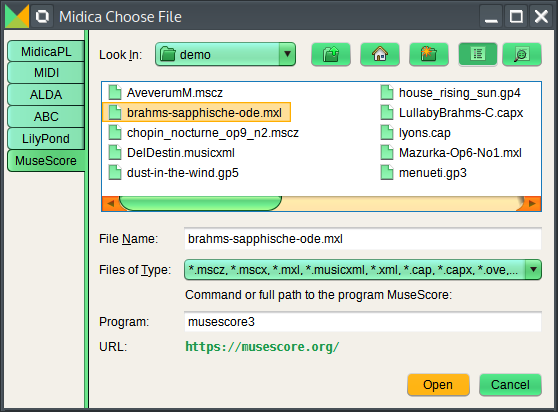 Midica Choose File
MidicaPL
MIDI
ALDA
ABC
LilyPond
MuseScore
Look In: demo
AveverumM.mscz
brahms-sapphische-ode.mxl
chopin_nocturne_op9_n2.mscz
DelDestin.musicxml
dust-in-the-wind.gp5
house_rising_sun.gp4
LullabyBrahms-C.capx
lyons.cap
Mazurka-Op6-No1.mxl
menueti.gp3
File Name: brahms-sapphische-ode.mxl
Files of Type: *.mscz, *.mscx, *.mxl, *.musicxml, *.xml, *.cap, *.capx, *.ove,...
Command or full path to the program MuseScore:
Program: musescore3
URL: https://musescore.org/
Open Cancel